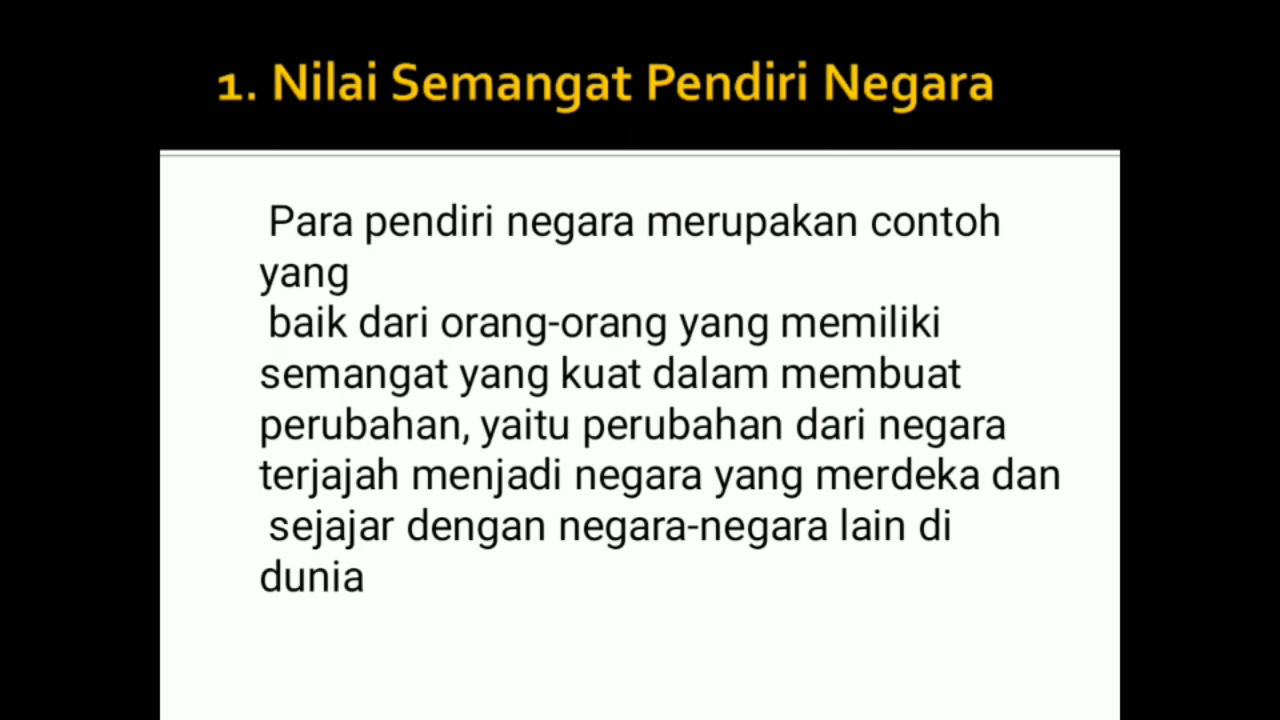 1. Nilai Semangat Pendiri Negara
Para pendiri negara merupakan contoh
yang
baik dari orang-orang yang memiliki
semangat yang kuat dalam membuat
perubahan, yaitu perubahan dari negara
terjajah menjadi negara yang merdeka dan
sejajar dengan negara-negara lain di
dunia